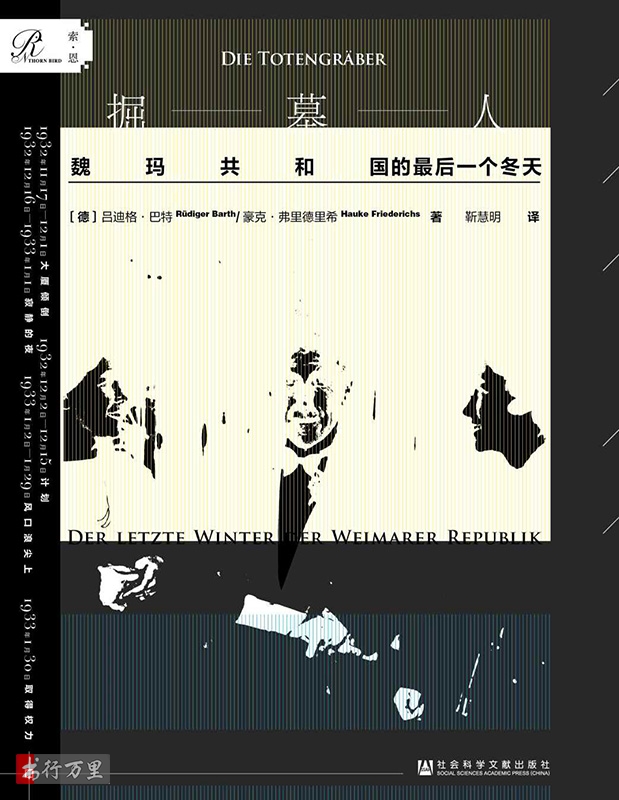 索·恩
THORN BIRD
DIE TOTENGRÄBER
掘墓人
魏玛共和国的最后一个冬天
[德]吕迪格·巴特 Rüdiger Barth/豪克·弗里德里希 Hauke Friederichs 著 靳慧明 译
1932年11月17日—12月1日 大厦倾倒 1932年12月2日—12月15日 计划
1932年12月16日—1933年1月1日 寂静的夜 1933年1月2日—1月29日 风口浪尖上 1933年1月30日 取得权力
DER LETZTE WINTER DER WEIMARER REPUBLIK
书行万里
社会科学文献出版社
SOCIAL SCIENCES ACADEMIC PRESS (CHINA)